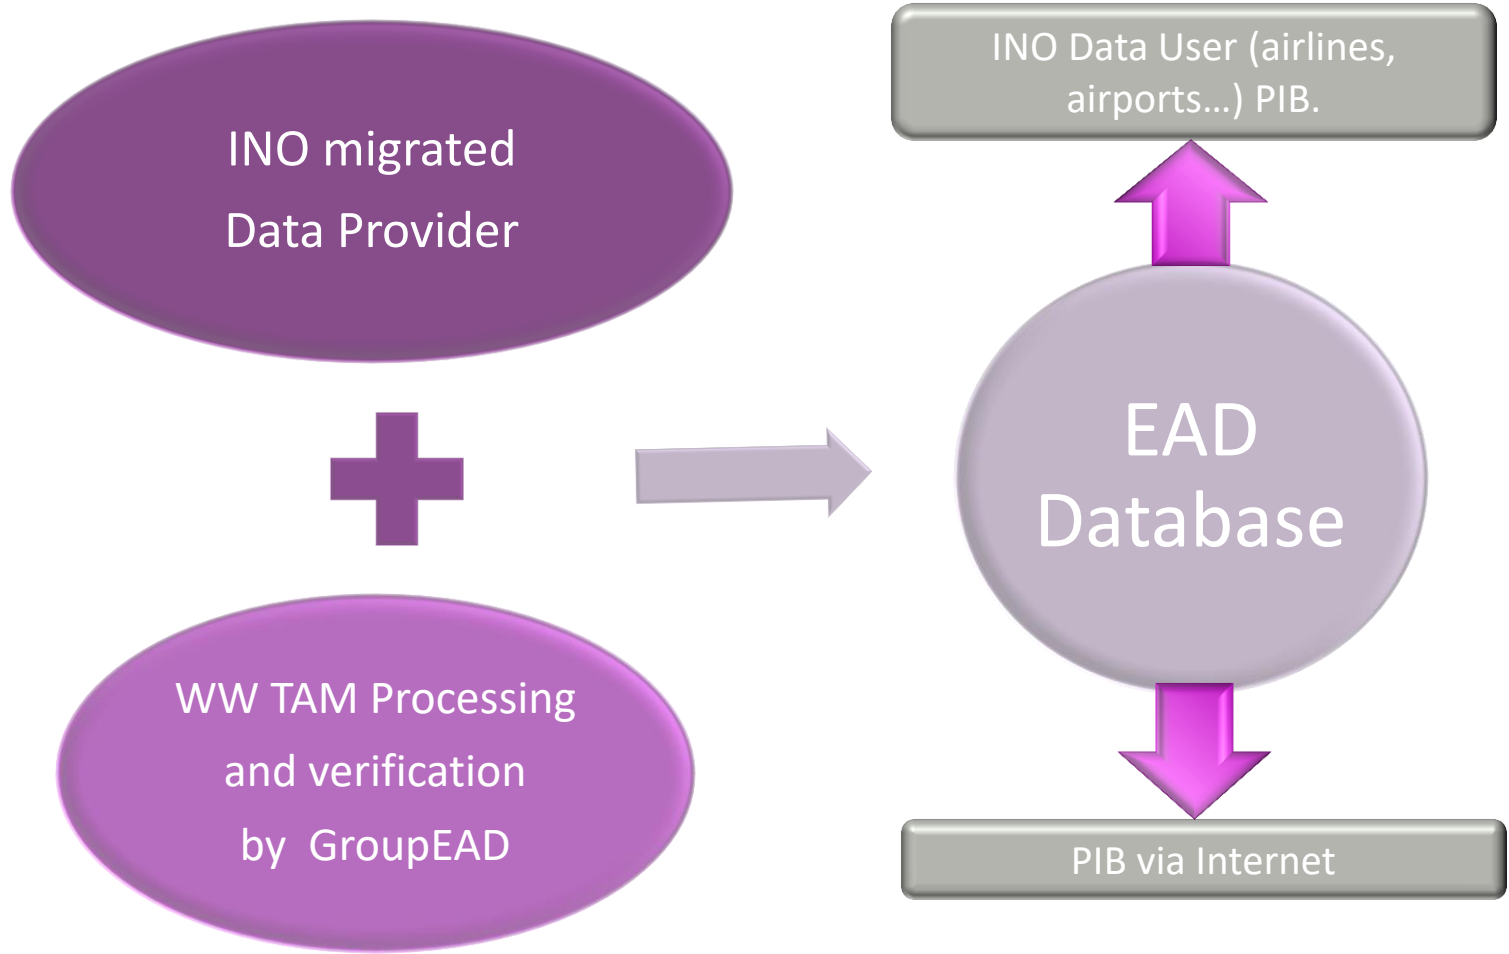 INO migrated
Data Provider
WW TAM Processing
and verification
by  GroupEAD
INO Data User (airlines,
airports...) PIB.
EAD
Database
PIB via Internet